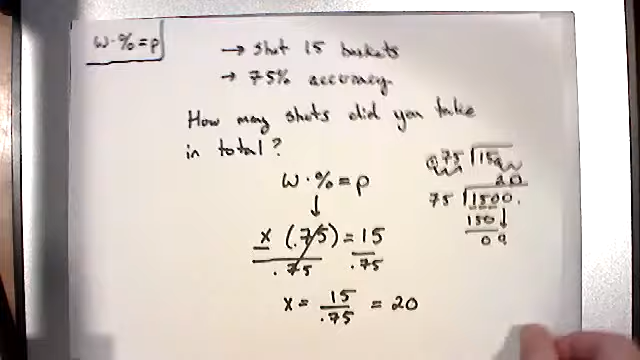 w · % = p
→ Shot 15 baskets
→ 75% accuracy.
How many shots did you take
in total?
w · % = p
↓
x (.75) = 15
.75 .75
x = 15/.75 = 20
0.75 ⟌ 15
20
75 ⟌ 1500.
150↓
00